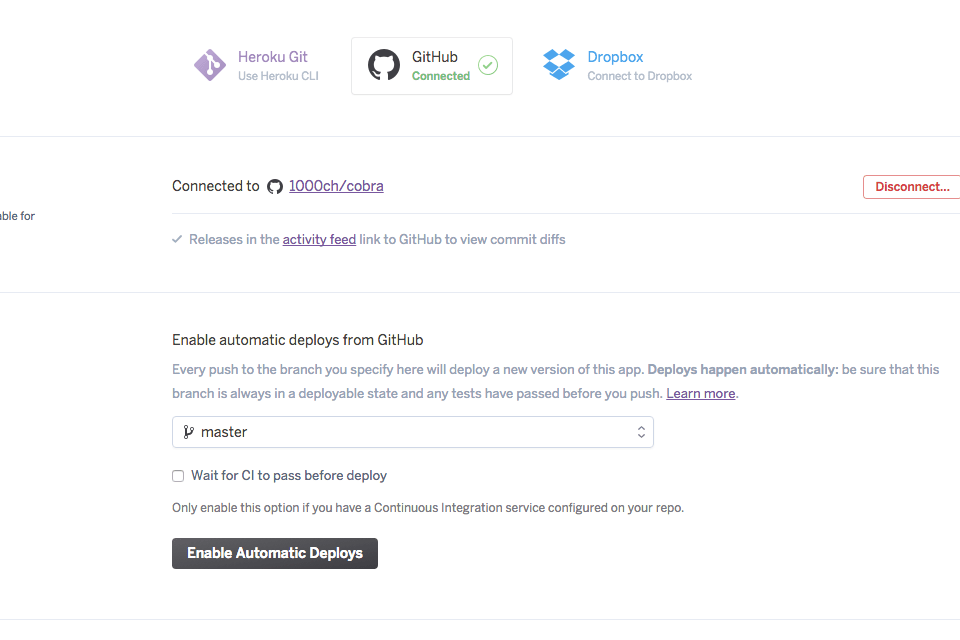 Heroku Git
Use Heroku CLI
GitHub
Connected
Dropbox
Connect to Dropbox
Connected to 1000ch/cobra
Disconnect...
able for
Releases in the activity feed link to GitHub to view commit diffs
Enable automatic deploys from GitHub
Every push to the branch you specify here will deploy a new version of this app. Deploys happen automatically: be sure that this
branch is always in a deployable state and any tests have passed before you push. Learn more.
master
Wait for CI to pass before deploy
Only enable this option if you have a Continuous Integration service configured on your repo.
Enable Automatic Deploys